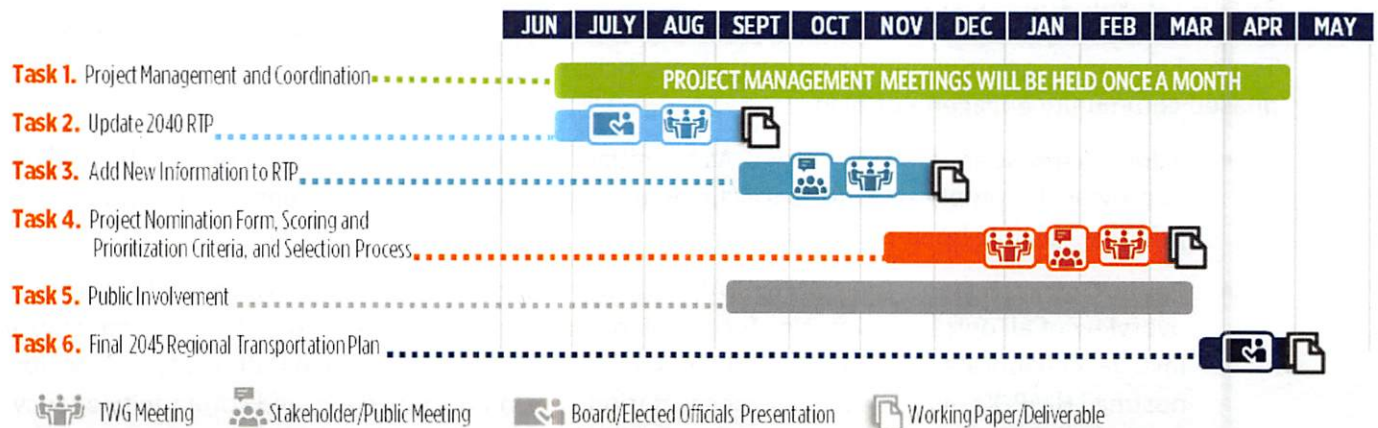 JUN JULY AUG SEPT OCT NOV DEC JAN FEB MAR APR MAY
Task 1. Project Management and Coordination
PROJECT MANAGEMENT MEETINGS WILL BE HELD ONCE A MONTH
Task 2. Update 2040 RTP
Task 3. Add New Information to RTP
Task 4. Project Nomination Form, Scoring and
Prioritization Criteria, and Selection Process
Task 5. Public Involvement
Task 6. Final 2045 Regional Transportation Plan
TWG Meeting Stakeholder/Public Meeting Board/Elected Officials Presentation Working Paper/Deliverable